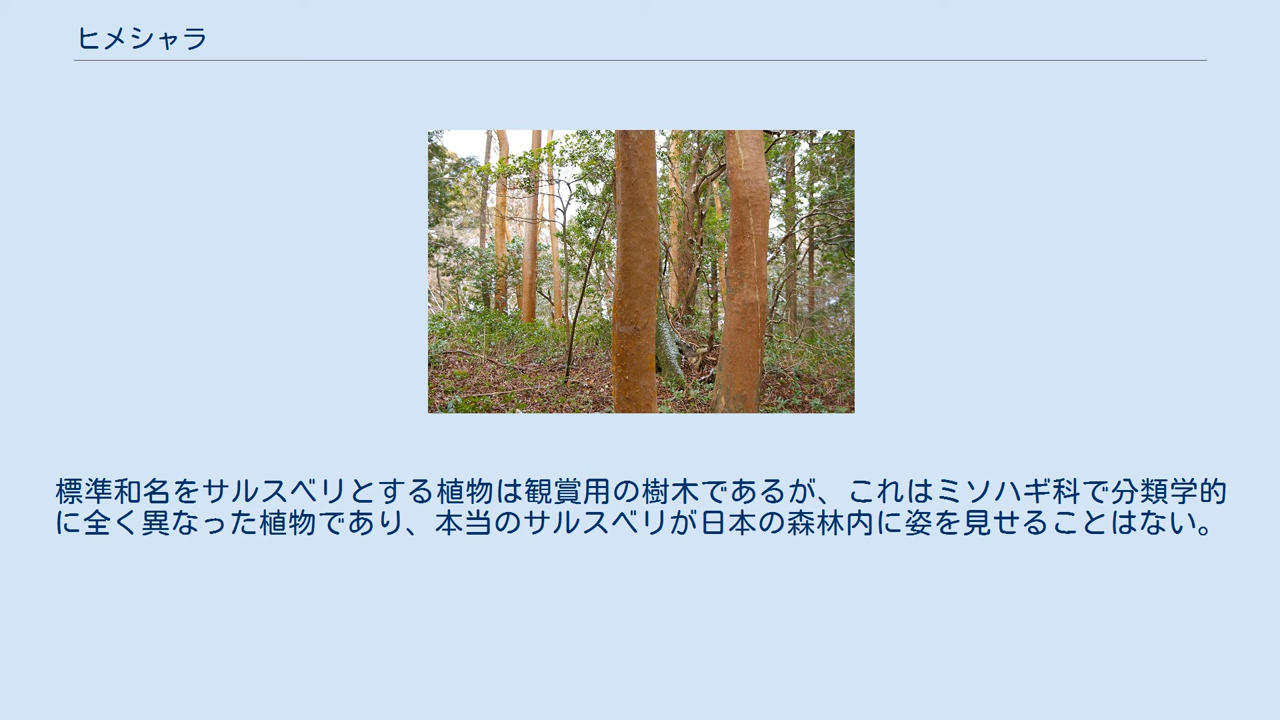 ヒメシャラ
標準和名をサルスベリとする植物は観賞用の樹木であるが、これはミソハギ科で分類学的
に全く異なった植物であり、本当のサルスベリが日本の森林内に姿を見せることはない。